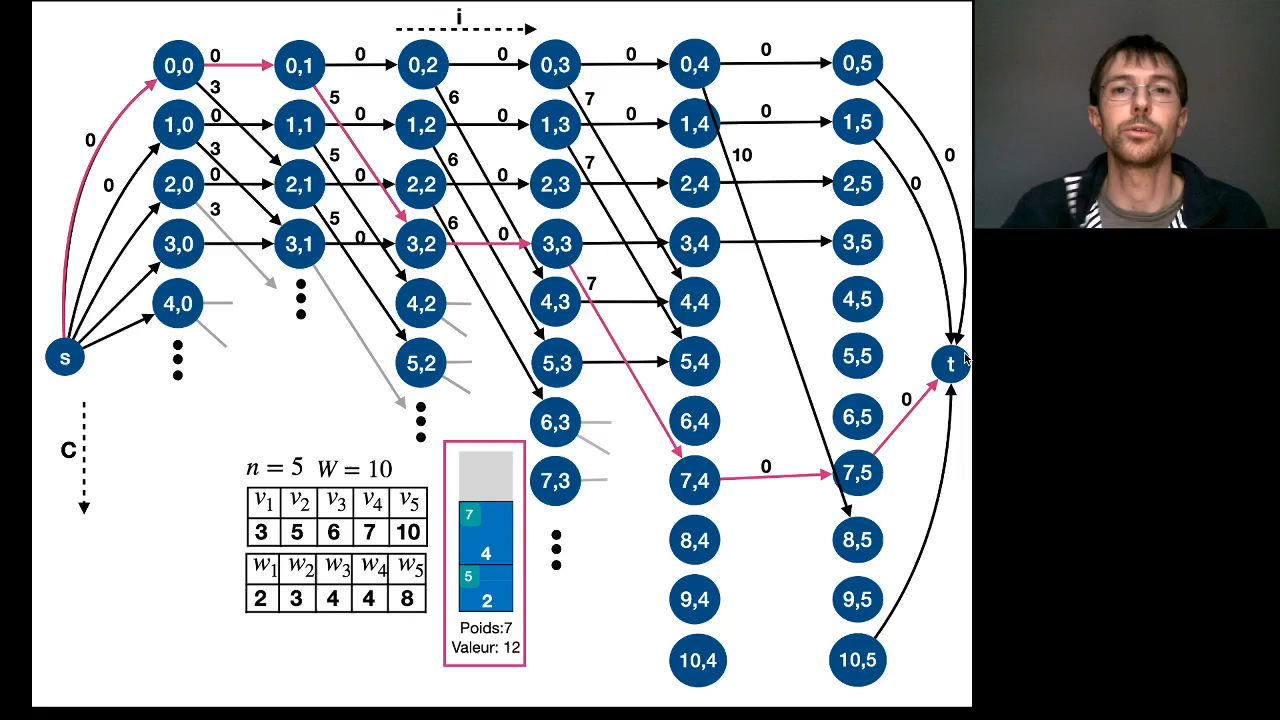 i
0,0 0 0,1 0 0,2 0 0,3 0 0,4 0 0,5
3 5 6 7
1,0 0 1,1 0 1,2 1,3 0 1,4 0 1,5
0 3 5 6 7 10 0
2,0 0 2,1 0 2,2 0 2,3 2,4 2,5 0
0 3 5 6
3,0 3,1 0 3,2 0 3,3 3,4 3,5
7
4,0 4,2 4,3 4,4 4,5
s 5,2 5,3 5,4 5,5 t
6,3 6,4 6,5 0
C
7,3 7,4 0 7,5
8,4 8,5
9,4 9,5
10,4 10,5
n = 5 W = 10
v1 v2 v3 v4 v5
3 5 6 7 10
w1 w2 w3 w4 w5
2 3 4 4 8
7
4
5
2
Poids:7
Valeur: 12